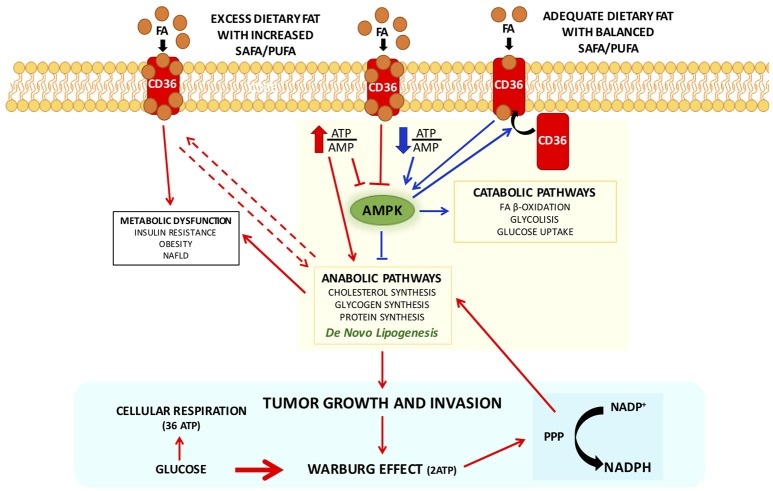 EXCESS DIETARY FAT
WITH INCREASED
SAFA/PUFA
ADEQUATE DIETARY FAT
WITH BALANCED
SAFA/PUFA
FA
FA
FA
CD36
CD36
CD36
CD36
ATP
AMP
ATP
AMP
AMPK
CATABOLIC PATHWAYS
FA β-OXIDATION
GLYCOLISIS
GLUCOSE UPTAKE
METABOLIC DYSFUNCTION
INSULIN RESISTANCE
OBESITY
NAFLD
ANABOLIC PATHWAYS
CHOLESTEROL SYNTHESIS
GLYCOGEN SYNTHESIS
PROTEIN SYNTHESIS
De Novo Lipogenesis
TUMOR GROWTH AND INVASION
CELLULAR RESPIRATION
(36 ATP)
GLUCOSE
WARBURG EFFECT (2ATP)
PPP
NADP+
NADPH